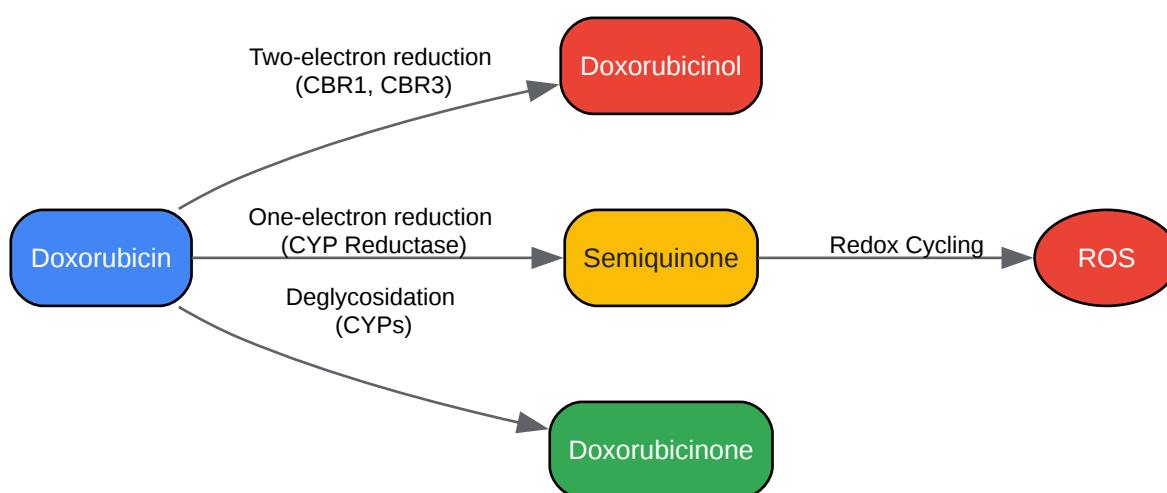 Two-electron reduction
(CBR1, CBR3)
Doxorubicinol
Doxorubicin
One-electron reduction
(CYP Reductase)
Semiquinone
Redox Cycling
ROS
Deglycosidation
(CYPs)
Doxorubicinone